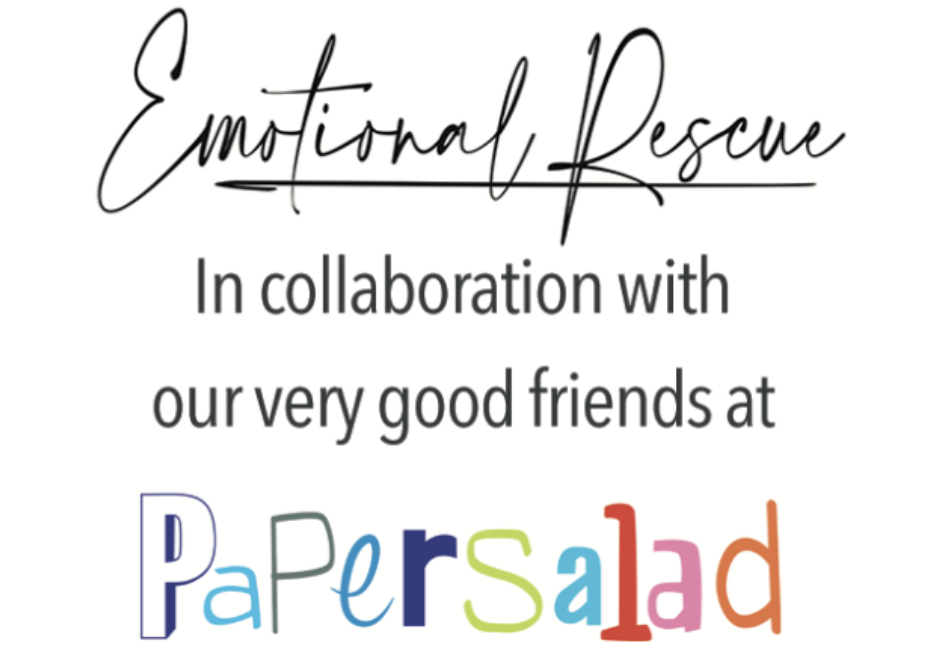 Emotional Rescue
In collaboration with
our very good friends at
PaPersalad